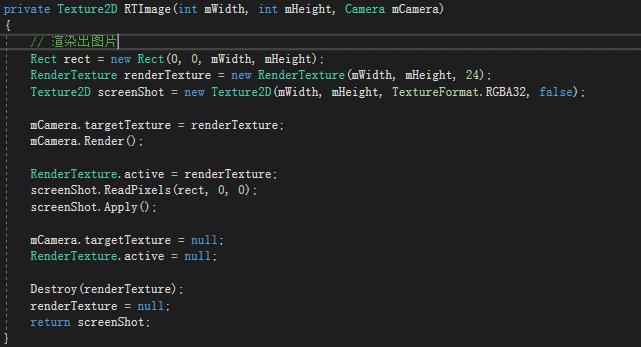 private Texture2D RTImage(int mWidth, int mHeight, Camera mCamera)
{
// 渲染出图片
Rect rect = new Rect(0, 0, mWidth, mHeight);
RenderTexture renderTexture = new RenderTexture(mWidth, mHeight, 24);
Texture2D screenShot = new Texture2D(mWidth, mHeight, TextureFormat.RGBA32, false);
mCamera.targetTexture = renderTexture;
mCamera.Render();
RenderTexture.active = renderTexture;
screenShot.ReadPixels(rect, 0, 0);
screenShot.Apply();
mCamera.targetTexture = null;
RenderTexture.active = null;
Destroy(renderTexture);
renderTexture = null;
return screenShot;
}